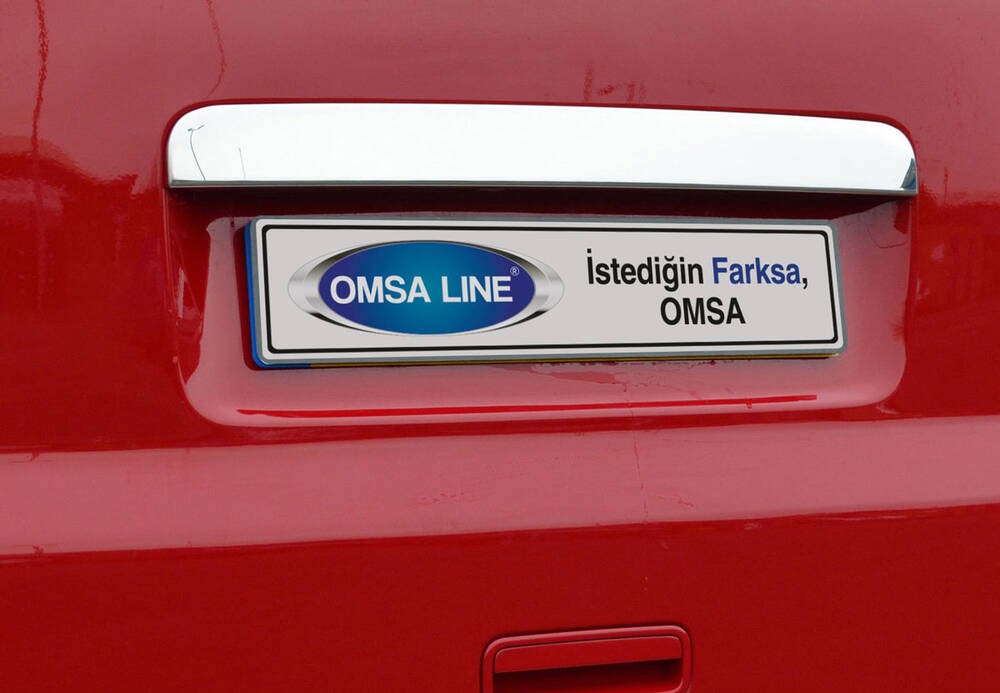 OMSA LINE®
İstediğin Farksa,
OMSA